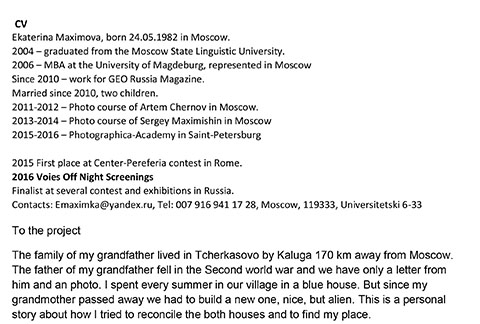 CV
Ekaterina Maximova, born 24.05.1982 in Moscow.
2004 – graduated from the Moscow State Linguistic University.
2006 – MBA at the University of Magdeburg, represented in Moscow
Since 2010 – work for GEO Russia Magazine.
Married since 2010, two children.
2011-2012 – Photo course of Artem Chernov in Moscow.
2013-2014 – Photo course of Sergey Maximishin in Moscow
2015-2016 – Photographica-Academy in Saint-Petersburg
2015 First place at Center-Pereferia contest in Rome.
2016 Voies Off Night Screenings
Finalist at several contest and exhibitions in Russia.
Contacts: Emaximka@yandex.ru, Tel: 007 916 941 17 28, Moscow, 119333, Universitetski 6-33
To the project
The family of my grandfather lived in Tcherkasovo by Kaluga 170 km away from Moscow.
The father of my grandfather fell in the Second world war and we have only a letter from
him and an photo. I spent every summer in our village in a blue house. But since my
grandmother passed away we had to build a new one, nice, but alien. This is a personal
story about how I tried to reconcile the both houses and to find my place.